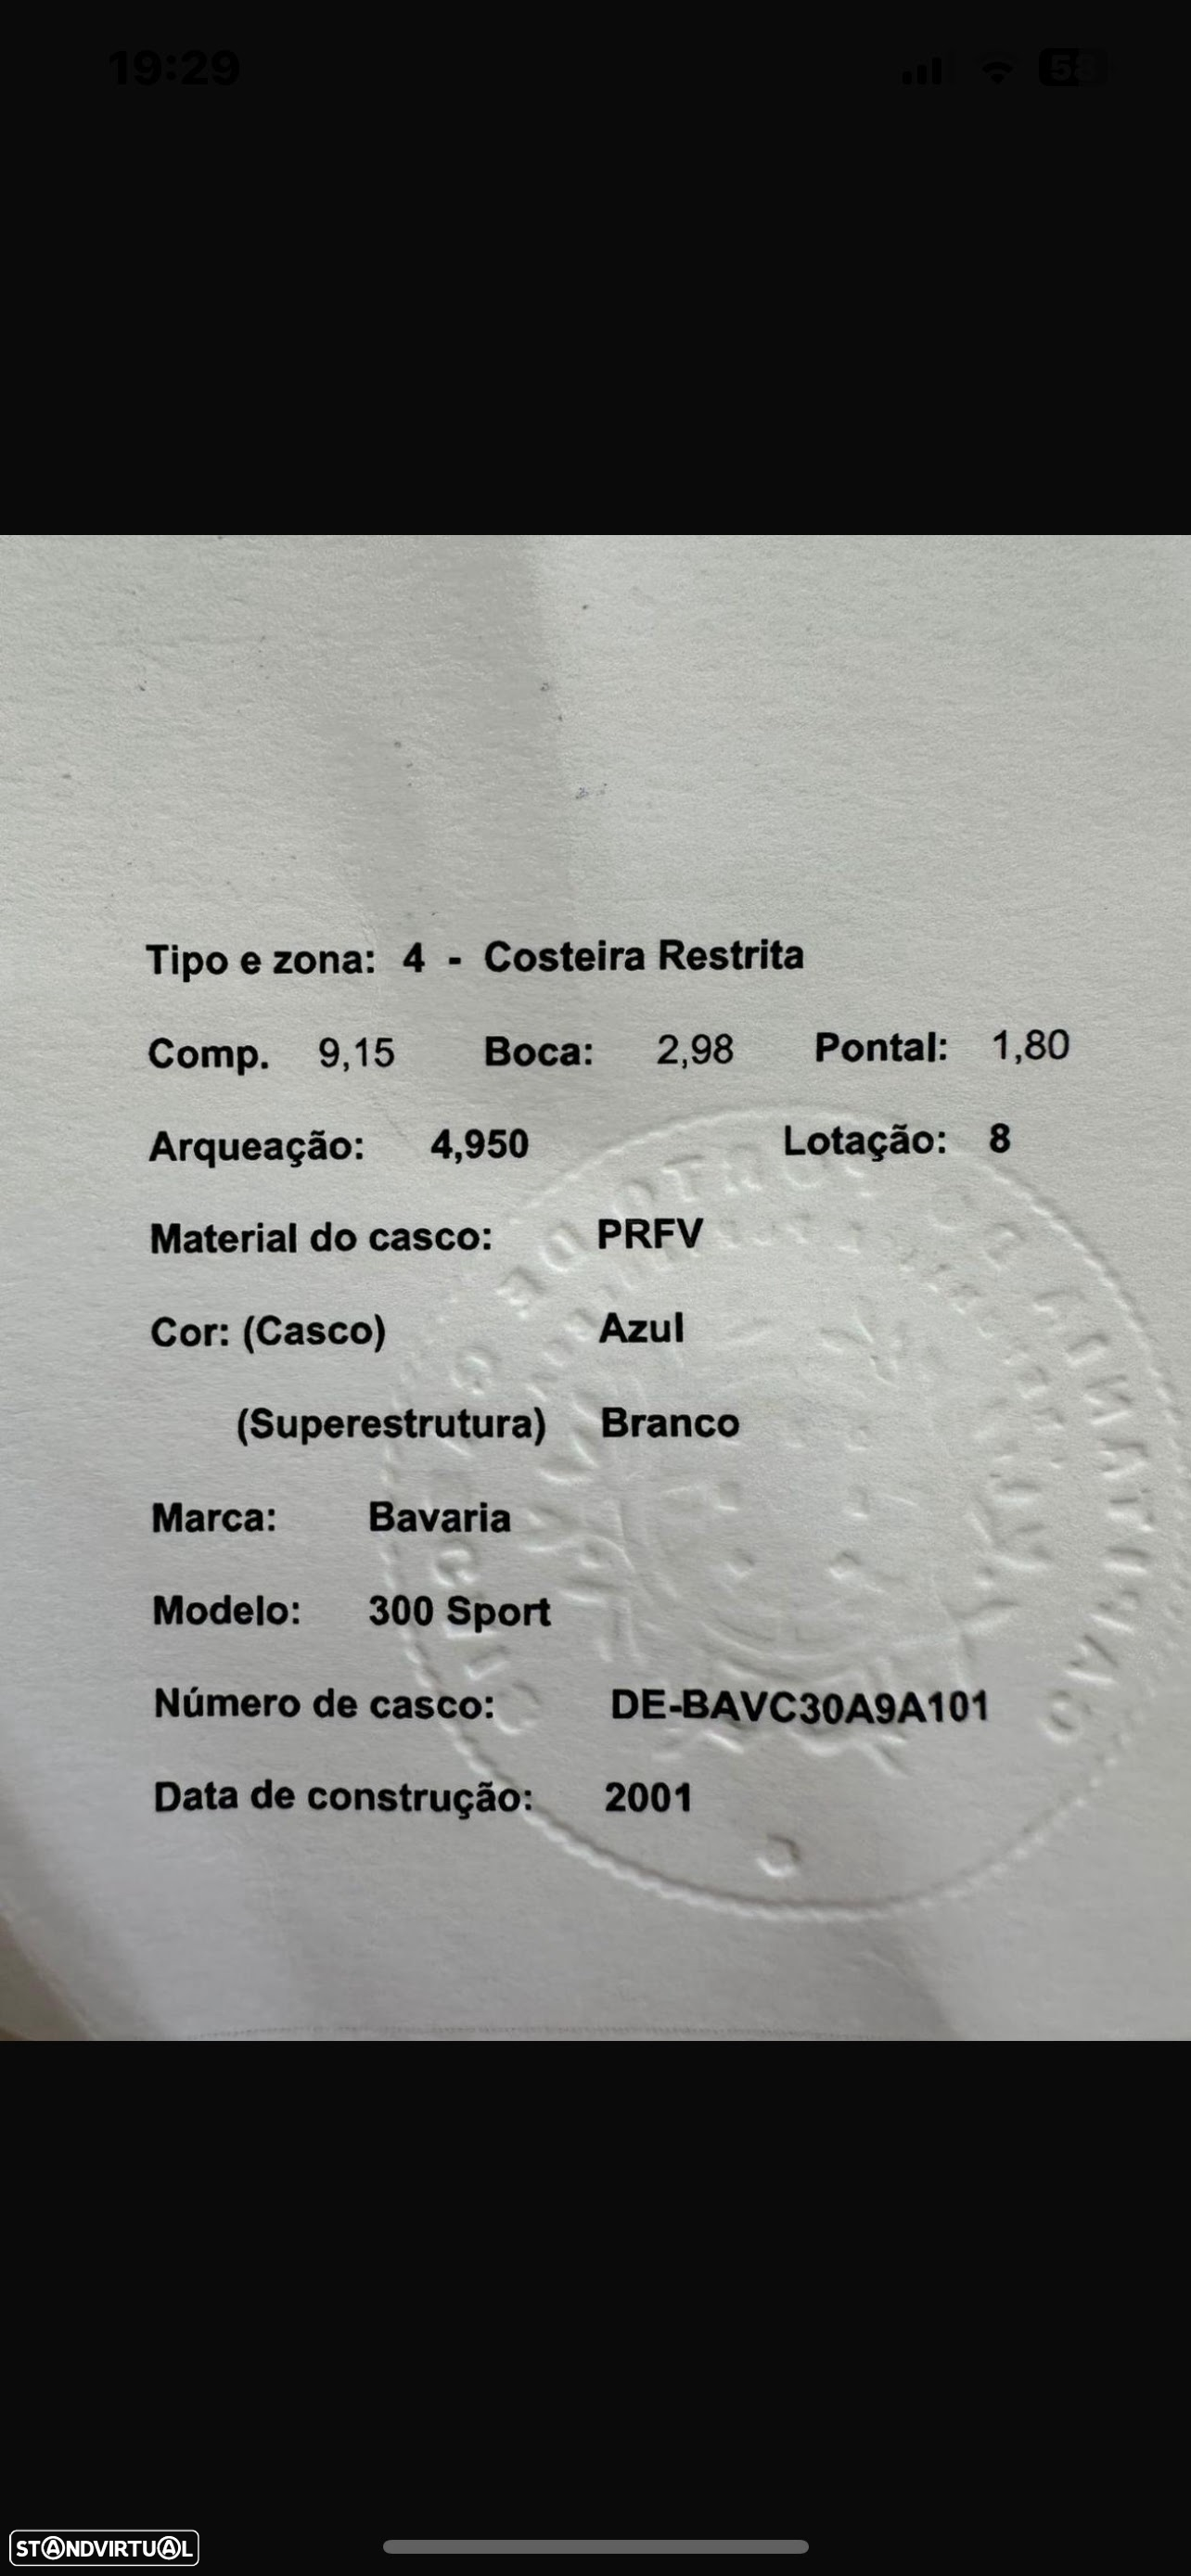 19:29
58
Tipo e zona: 4 - Costeira Restrita
Comp. 9,15 Boca: 2,98 Pontal: 1,80
Arqueação: 4,950 Lotação: 8
Material do casco: PRFV
Cor: (Casco) Azul
(Superestrutura) Branco
Marca: Bavaria
Modelo: 300 Sport
Número de casco: DE-BAVC30A9A101
Data de construção: 2001
STANDVIRTUAL